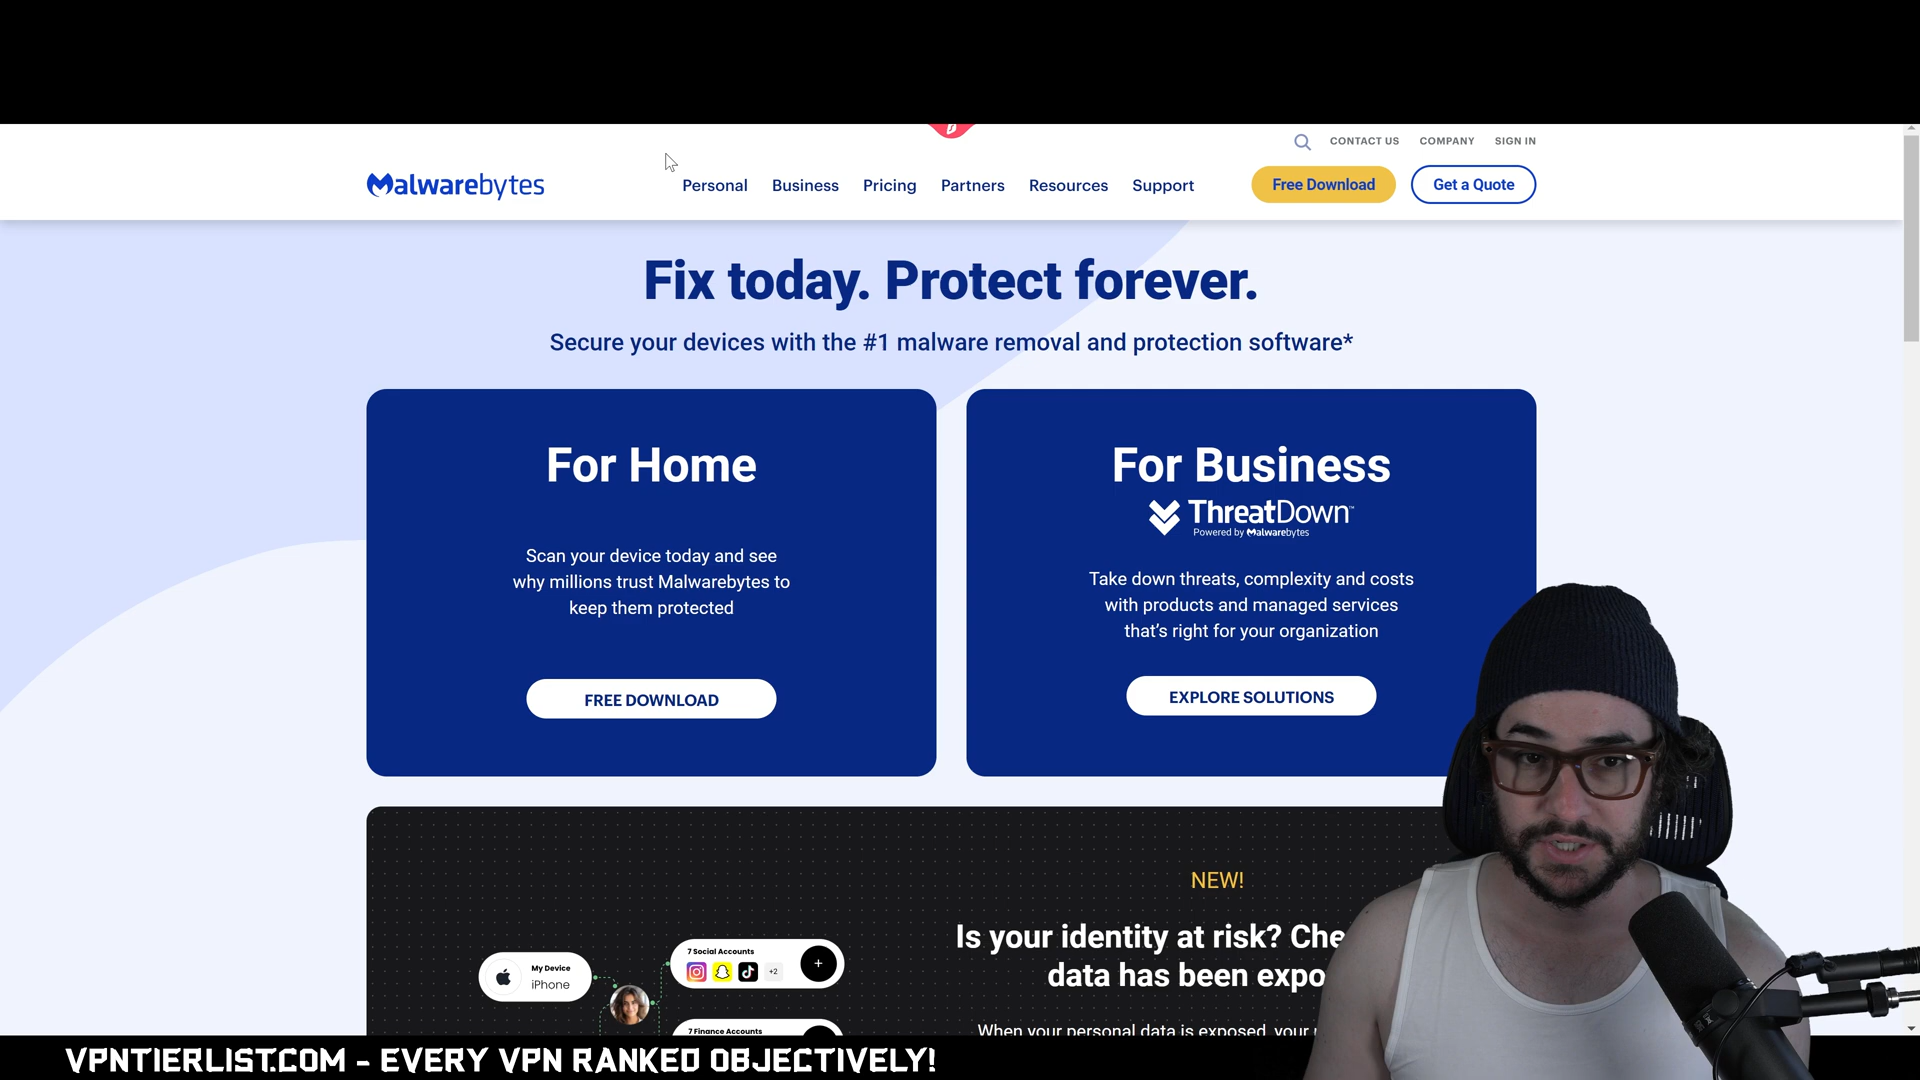 CONTACT US
COMPANY
SIGN IN
Malwarebytes
Personal
Business
Pricing
Partners
Resources
Support
Free Download
Get a Quote
Fix today. Protect forever.
Secure your devices with the #1 malware removal and protection software*
For Home
Scan your device today and see
why millions trust Malwarebytes to
keep them protected
FREE DOWNLOAD
For Business
ThreatDown™
Powered by Malwarebytes
Take down threats, complexity and costs
with products and managed services
that’s right for your organization
EXPLORE SOLUTIONS
My Device
iPhone
7 Social Accounts
+2
+
7 Finance Accounts
NEW!
Is your identity at risk?
data has been
When your personal data is exposed, your
VPNTIERLIST.COM - EVERY VPN RANKED OBJECTIVELY!